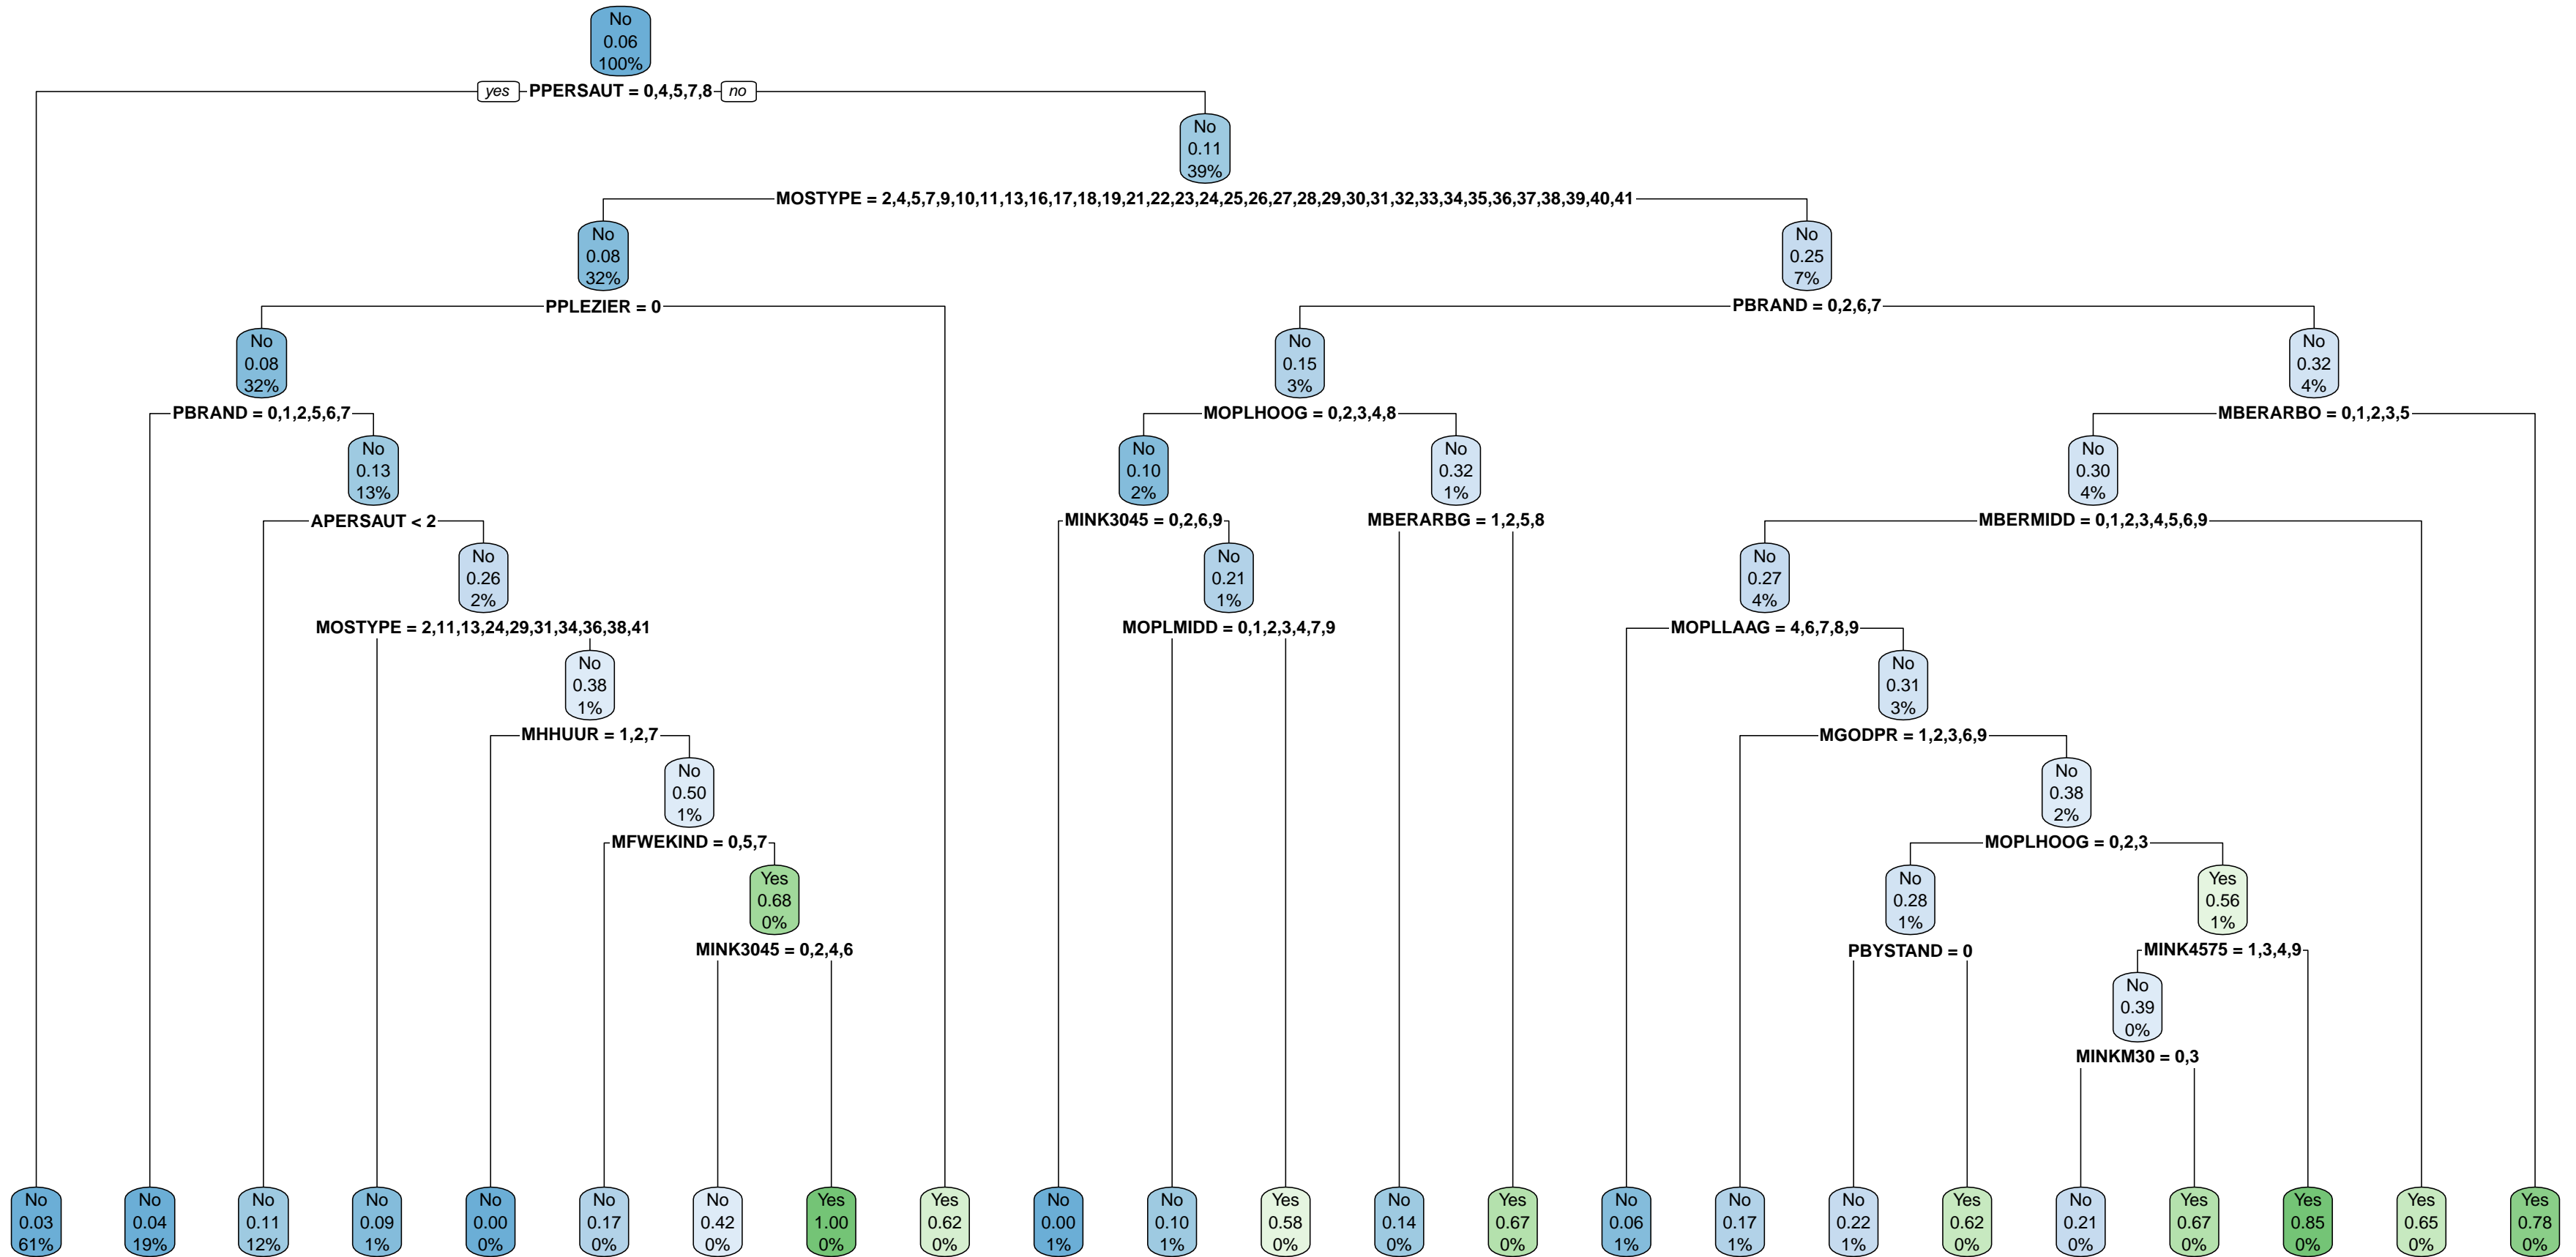 No
0.06
100%
yes PPERSAUT = 0,4,5,7,8 no
No
0.11
39%
MOSTYPE = 2,4,5,7,9,10,11,13,16,17,18,19,21,22,23,24,25,26,27,28,29,30,31,32,33,34,35,36,37,38,39,40,41
No
0.08
32%
No
0.25
7%
PPLEZIER = 0
PBRAND = 0,2,6,7
No
0.08
32%
No
0.15
3%
No
0.32
4%
PBRAND = 0,1,2,5,6,7
MOPLHOOG = 0,2,3,4,8
MBERARBO = 0,1,2,3,5
No
0.13
13%
No
0.10
2%
No
0.32
1%
No
0.30
4%
APERSAUT < 2
MINK3045 = 0,2,6,9
MBERARBG = 1,2,5,8
MBERMIDD = 0,1,2,3,4,5,6,9
No
0.26
2%
No
0.21
1%
No
0.27
4%
MOSTYPE = 2,11,13,24,29,31,34,36,38,41
MOPLMIDD = 0,1,2,3,4,7,9
MOPLLAAG = 4,6,7,8,9
No
0.38
1%
No
0.31
3%
MHHUUR = 1,2,7
MGODPR = 1,2,3,6,9
No
0.50
1%
No
0.38
2%
MFWEKIND = 0,5,7
MOPLHOOG = 0,2,3
Yes
0.68
0%
No
0.28
1%
Yes
0.56
1%
MINK3045 = 0,2,4,6
PBYSTAND = 0
MINK4575 = 1,3,4,9
No
0.39
0%
MINKM30 = 0,3
No
0.03
61%
No
0.04
19%
No
0.11
12%
No
0.09
1%
No
0.00
0%
No
0.17
0%
No
0.42
0%
Yes
1.00
0%
Yes
0.62
0%
No
0.00
1%
No
0.10
1%
Yes
0.58
0%
No
0.14
0%
Yes
0.67
0%
No
0.06
1%
No
0.17
1%
No
0.22
1%
Yes
0.62
0%
No
0.21
0%
Yes
0.67
0%
Yes
0.85
0%
Yes
0.65
0%
Yes
0.78
0%